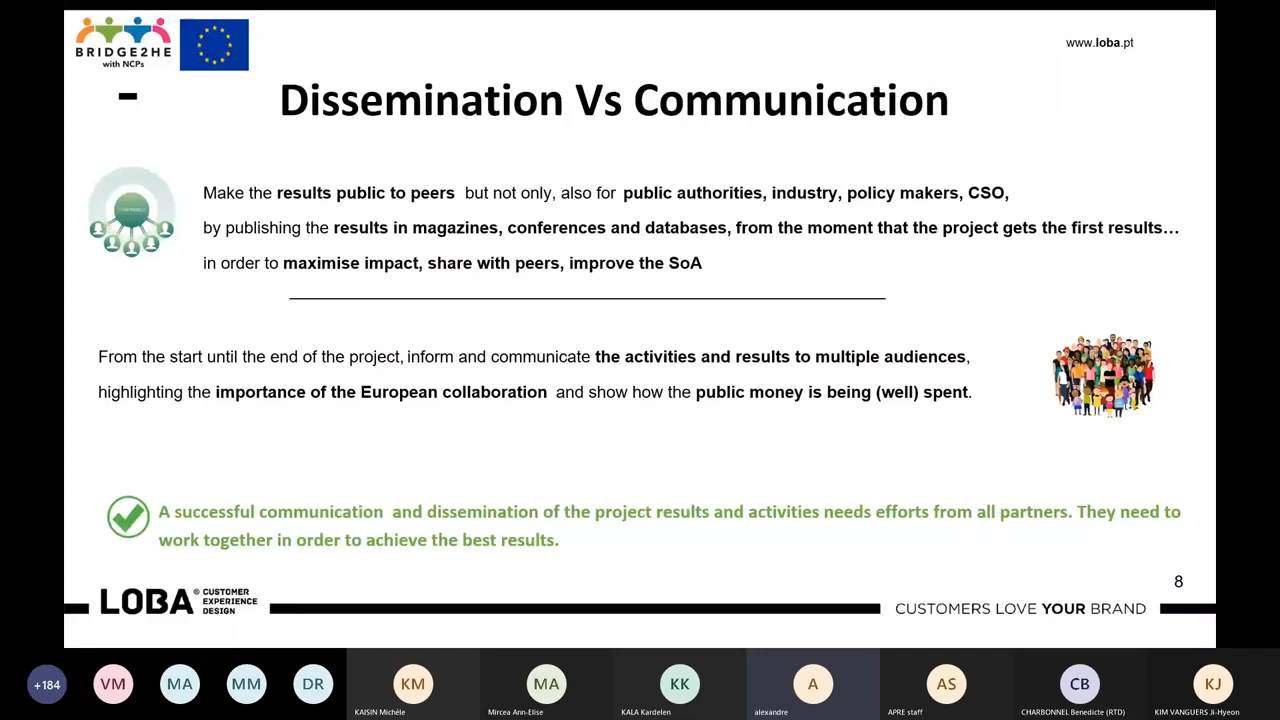 BRIDGE2HE
with NCPs
www.loba.pt
Dissemination Vs Communication
Make the results public to peers but not only, also for public authorities, industry, policy makers, CSO,
by publishing the results in magazines, conferences and databases, from the moment that the project gets the first results…
in order to maximise impact, share with peers, improve the SoA
From the start until the end of the project, inform and communicate the activities and results to multiple audiences,
highlighting the importance of the European collaboration and show how the public money is being (well) spent.
A successful communication and dissemination of the project results and activities needs efforts from all partners. They need to
work together in order to achieve the best results.
8
LOBA® CUSTOMER
EXPERIENCE
DESIGN
CUSTOMERS LOVE YOUR BRAND
+184
VM
MA
MM
DR
KM
MA
KK
A
AS
CB
KJ
KAISIN Michèle
Mircea Ann-Elise
KALA Kardelen
alexandre
APRE staff
CHARBONNEL Benedicte (RTD)
KIM VANGUERS Ji-Hyeon